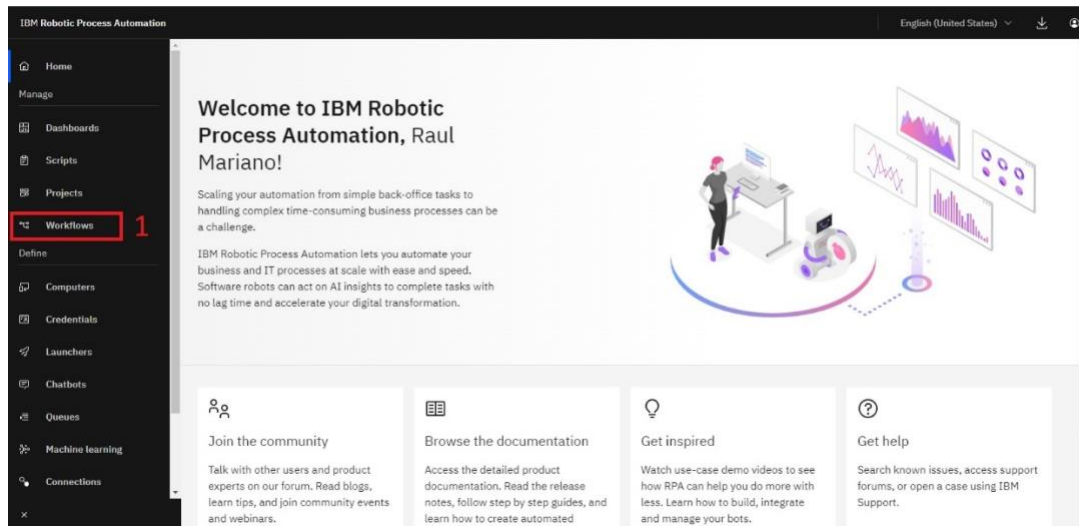 IBM Robotic Process Automation
English (United States)
Home
Manage
Dashboards
Scripts
Projects
Workflows
1
Define
Computers
Credentials
Launchers
Chatbots
Queues
Machine learning
Connections
Welcome to IBM Robotic
Process Automation, Raul
Mariano!
Scaling your automation from simple back-office tasks to
handling complex time-consuming business processes can be
a challenge.
IBM Robotic Process Automation lets you automate your
business and IT processes at scale with ease and speed.
Software robots can act on AI insights to complete tasks with
no lag time and accelerate your digital transformation.
Join the community
Talk with other users and product
experts on our forum. Read blogs,
learn tips, and join community events
and webinars.
Browse the documentation
Access the detailed product
documentation. Read the release
notes, follow step by step guides, and
learn how to create automated
Get inspired
Watch use-case demo videos to see
how RPA can help you do more with
less. Learn how to build, integrate
and manage your bots.
Get help
Search known issues, access support
forums, or open a case using IBM
Support.